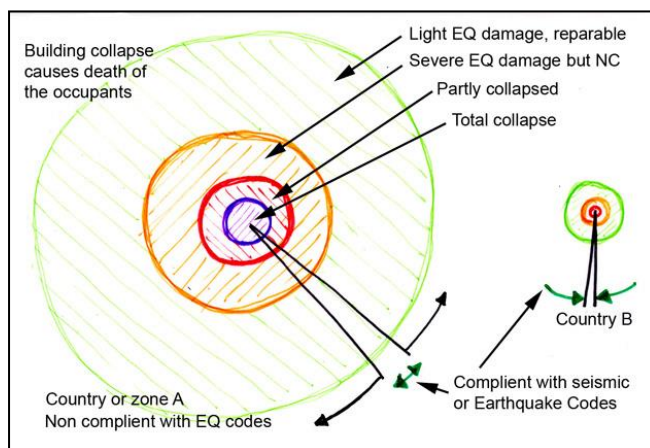 Building collapse
causes death of
the occupants
Light EQ damage, reparable
Severe EQ damage but NC
Partly collapsed
Total collapse
Country B
Country or zone A
Non complient with EQ codes
Complient with seismic
or Earthquake Codes